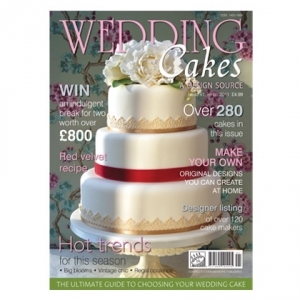 WEDDING
Cakes
A DESIGN SOURCE
£4.99
WIN
an indulgent
break for two
worth over
£800
Over 280
cakes in
this issue
Red velvet
recipe
MAKE
YOUR OWN
ORIGINAL DESIGNS
YOU CAN CREATE
AT HOME
Designer listing
of over 120
cake makers
Hot trends
for this season
• Big blooms • Vintage chic •
THE ULTIMATE GUIDE TO CHOOSING YOUR WEDDING CAKE